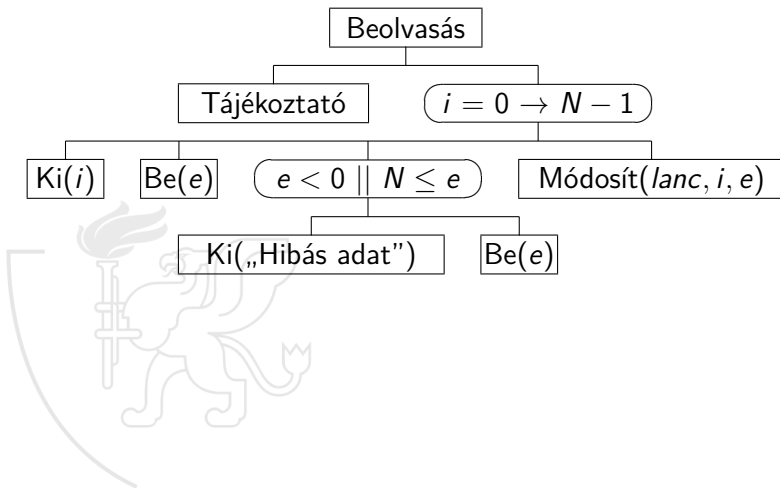 Beolvasás
Tájékoztató i = 0 → N − 1
Ki(i) Be(e) e < 0 || N ≤ e Módosít(lanc, i, e)
Ki(„Hibás adat”) Be(e)